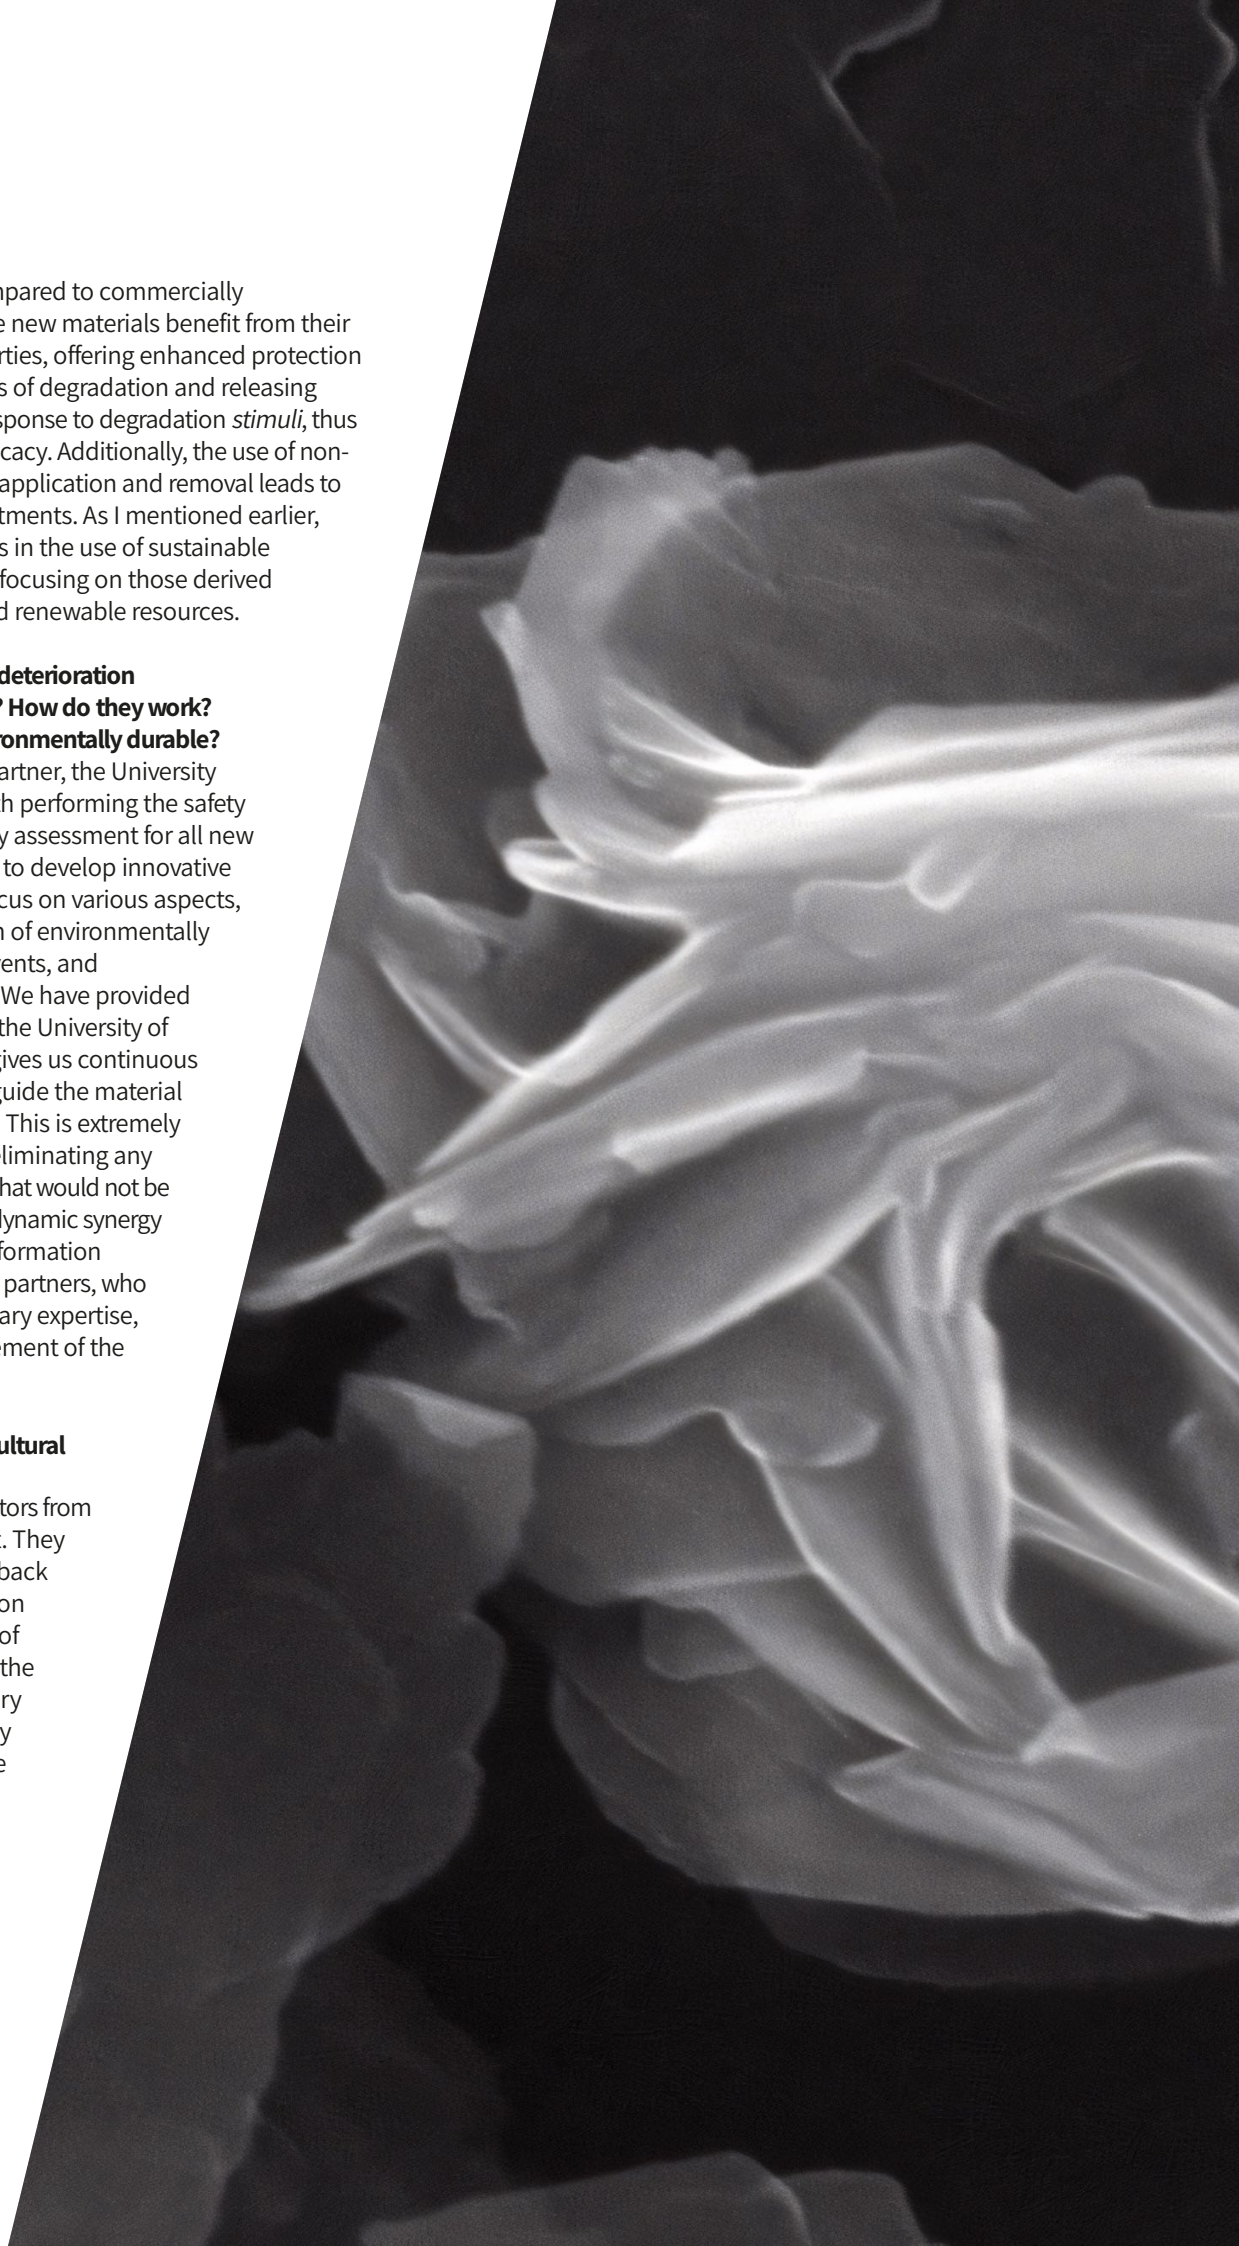 mpared to commercially
e new materials benefit from their
rties, offering enhanced protection
s of degradation and releasing
sponse to degradation stimuli, thus
cacy. Additionally, the use of non-
application and removal leads to
tments. As I mentioned earlier,
s in the use of sustainable
focusing on those derived
d renewable resources.
deterioration
? How do they work?
ronmentally durable?
artner, the University
th performing the safety
y assessment for all new
to develop innovative
cus on various aspects,
n of environmentally
ents, and
We have provided
the University of
gives us continuous
guide the material
This is extremely
eliminating any
hat would not be
dynamic synergy
formation
partners, who
ary expertise,
ement of the
ultural
tors from
t. They
back
on
of
the
ry
y
e